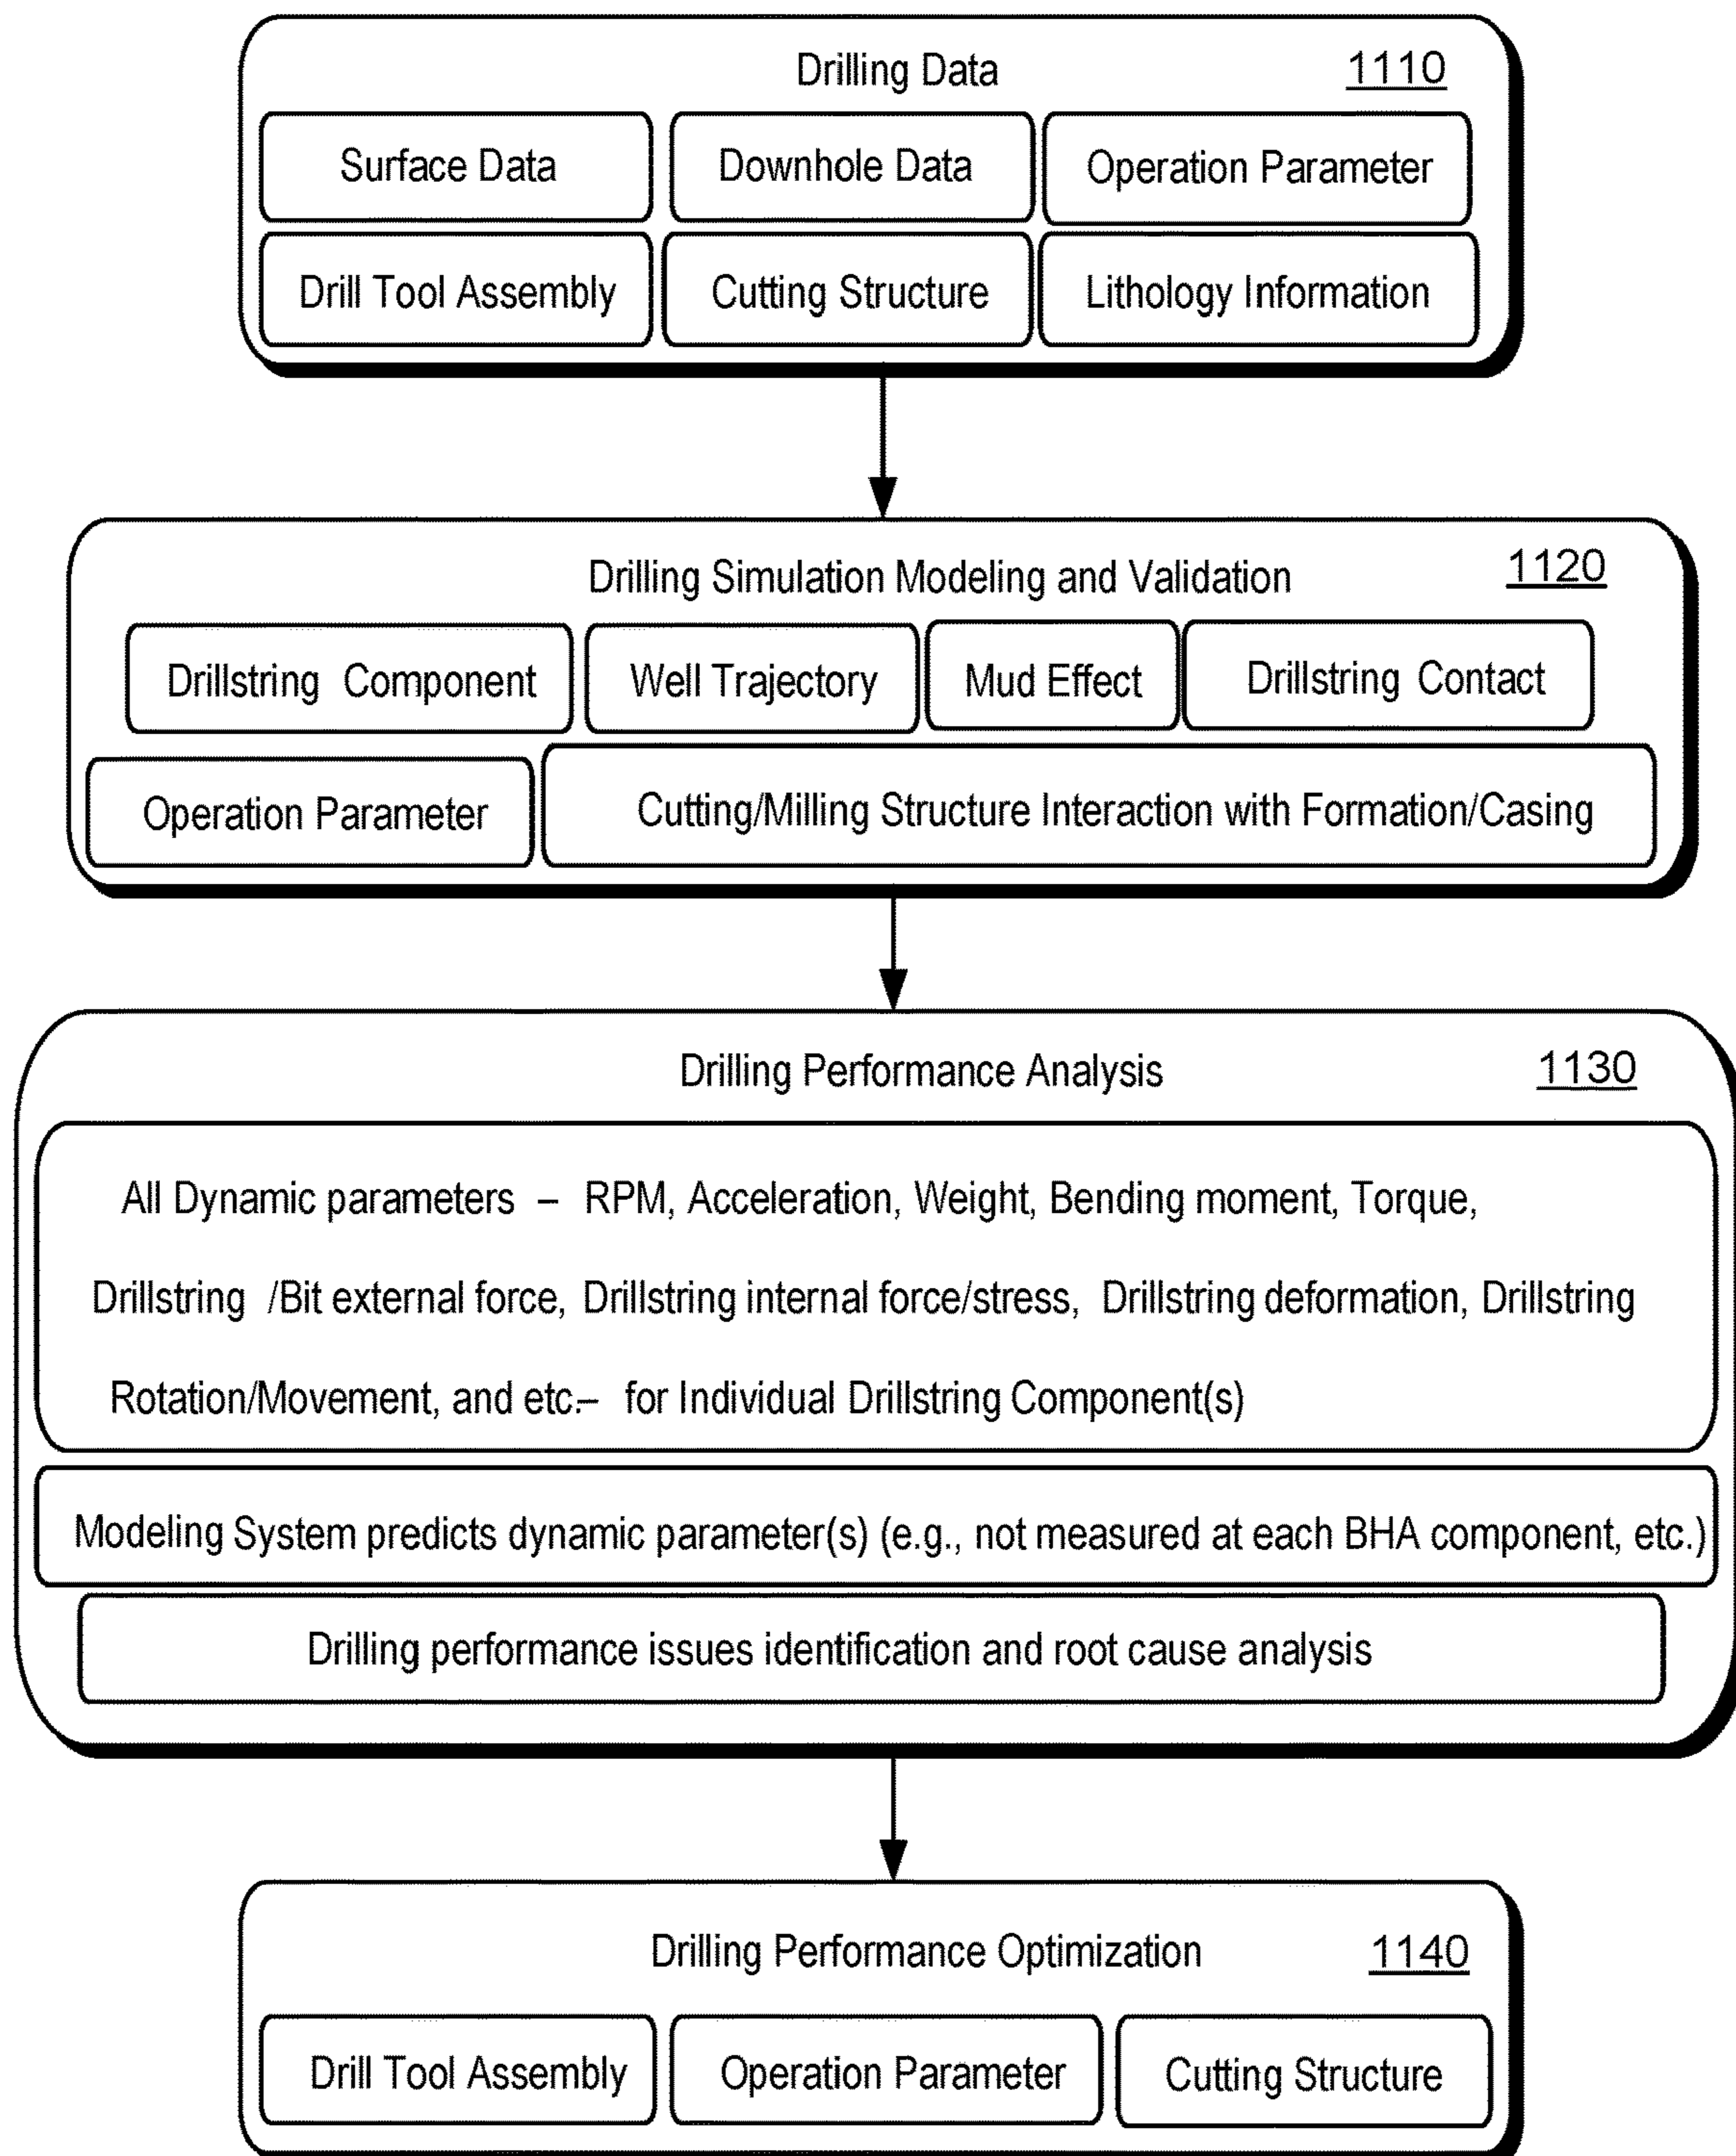 Drilling Data 1110
Surface Data Downhole Data Operation Parameter
Drill Tool Assembly Cutting Structure Lithology Information
Drilling Simulation Modeling and Validation 1120
Drillstring Component Well Trajectory Mud Effect Drillstring Contact
Operation Parameter Cutting/Milling Structure Interaction with Formation/Casing
Drilling Performance Analysis 1130
All Dynamic parameters – RPM, Acceleration, Weight, Bending moment, Torque,
Drillstring /Bit external force, Drillstring internal force/stress, Drillstring deformation, Drillstring
Rotation/Movement, and etc.– for Individual Drillstring Component(s)
Modeling System predicts dynamic parameter(s) (e.g., not measured at each BHA component, etc.)
Drilling performance issues identification and root cause analysis
Drilling Performance Optimization 1140
Drill Tool Assembly Operation Parameter Cutting Structure